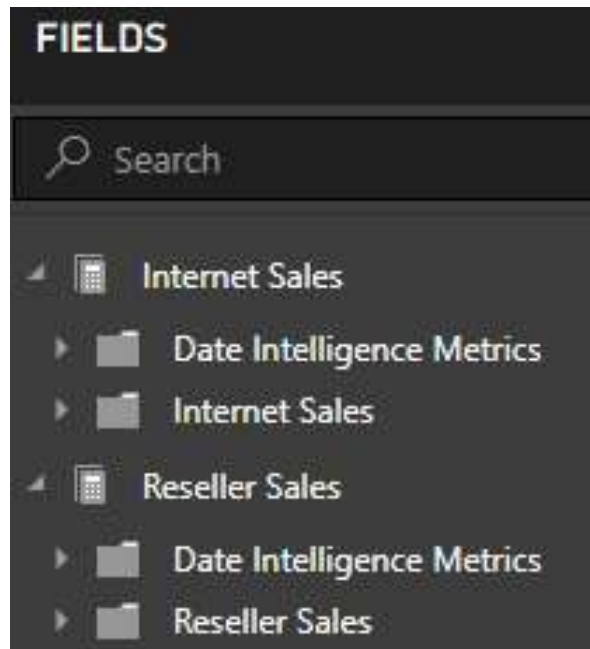 FIELDS
Search
Internet Sales
Date Intelligence Metrics
Internet Sales
Reseller Sales
Date Intelligence Metrics
Reseller Sales